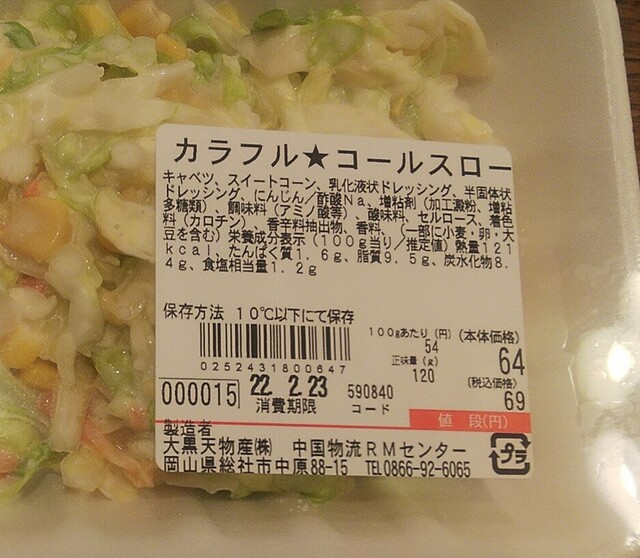 カラフル★コールスロー
キャベツ、スイートコーン、乳化液状ドレッシング、半固体状
ドレッシング、にんじん／酢酸Na、増粘剤（加工澱粉、増粘
多糖類）、調味料（アミノ酸等）、酸味料、セルロース、着色
料（カロチン）、香辛料抽出物、香料、（一部に小麦・卵・大
豆を含む）栄養成分表示（100g当り／推定値）熱量121
kcal、たんぱく質1.6g、脂質9.5g、炭水化物8.
4g、食塩相当量1.2g
保存方法 10℃以下にて保存
0252431800647
100gあたり（円）
54
（本体価格）
64
正味量（g）
120
（税込価格）
69
000015
22. 2.23
消費期限
590840
コード
値 段(円)
製造者
大黒天物産㈱ 中国物流RMセンター
岡山県総社市中原88-15 TEL0866-92-6065
プラ